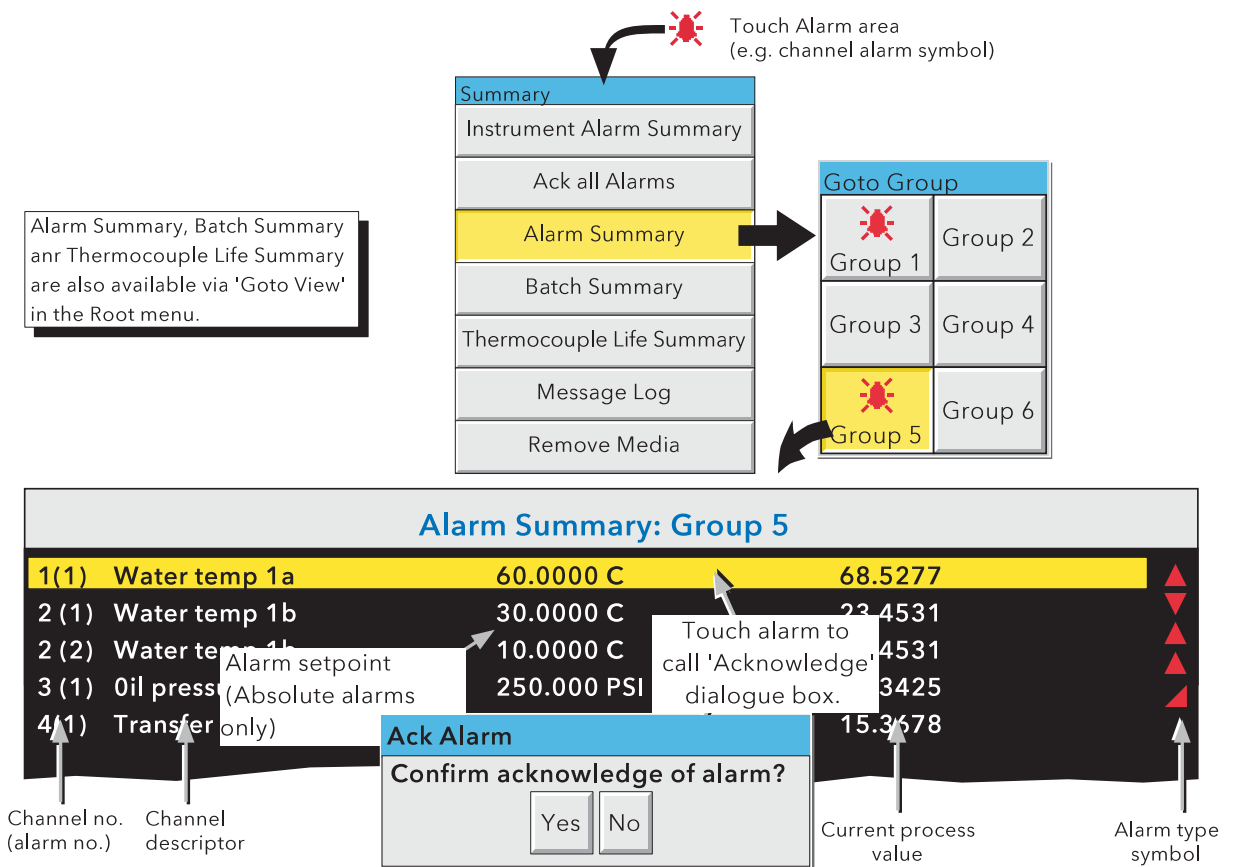 Touch Alarm area
(e.g. channel alarm symbol)
Summary
Instrument Alarm Summary
Ack all Alarms
Alarm Summary
Batch Summary
Thermocouple Life Summary
Message Log
Remove Media
Alarm Summary, Batch Summary
anr Thermocouple Life Summary
are also available via 'Goto View'
in the Root menu.
Goto Group
Group 1
Group 2
Group 3
Group 4
Group 5
Group 6
Alarm Summary: Group 5
1(1) Water temp 1a 60.0000 C 68.5277
2 (1) Water temp 1b 30.0000 C 23.4531
2 (2) Water 10.0000 C 4531
3 (1) 0il 250.000 PSI 3425
4(1) Transfer 15.3678
Alarm setpoint
(Absolute alarms
only)
Touch alarm to
call 'Acknowledge'
dialogue box.
Ack Alarm
Confirm acknowledge of alarm?
Yes No
Channel no.
(alarm no.)
Channel
descriptor
Current process
value
Alarm type
symbol